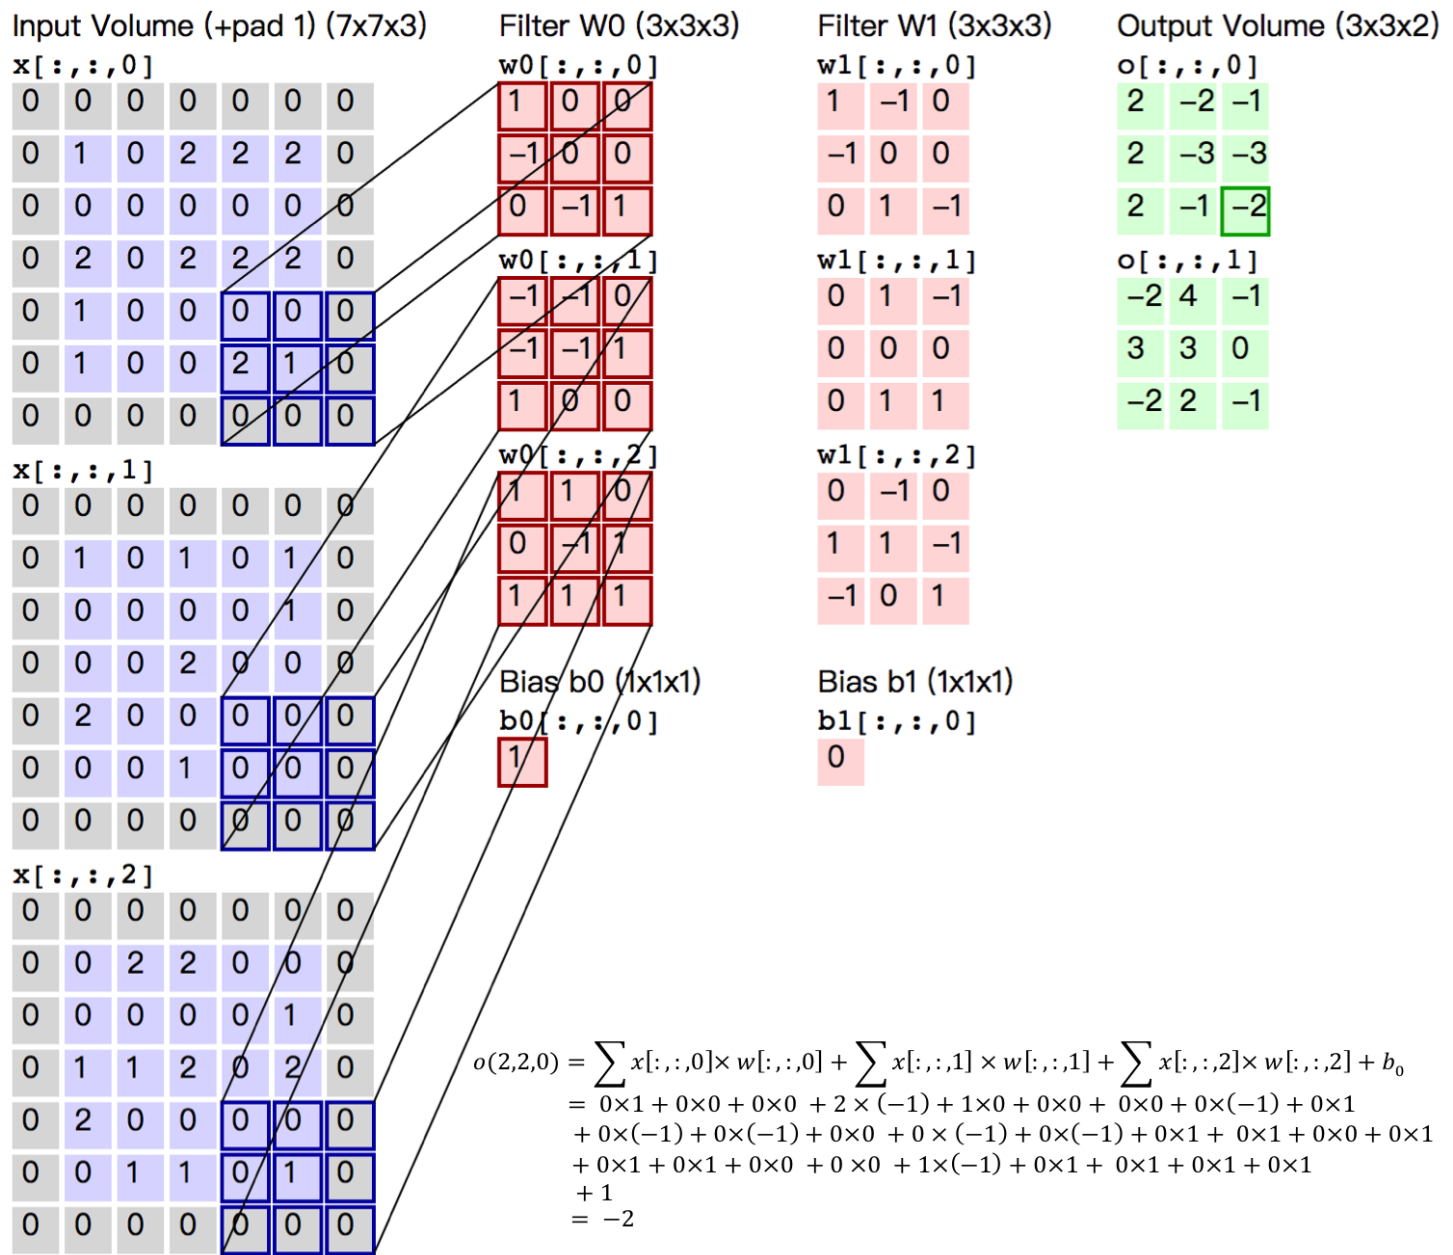 Input Volume (+pad 1) (7x7x3)
x[:,:,0]
0 0 0 0 0 0 0
0 1 0 2 2 2 0
0 0 0 0 0 0 0
0 2 0 2 2 2 0
0 1 0 0 0 0 0
0 1 0 0 2 1 0
0 0 0 0 0 0 0
x[:,:,1]
0 0 0 0 0 0 0
0 1 0 1 0 1 0
0 0 0 0 0 1 0
0 0 0 2 0 0 0
0 2 0 0 0 0 0
0 0 0 1 0 0 0
0 0 0 0 0 0 0
x[:,:,2]
0 0 0 0 0 0 0
0 0 2 2 0 0 0
0 0 0 0 0 1 0
0 1 1 2 0 2 0
0 2 0 0 0 0 0
0 0 1 1 0 1 0
0 0 0 0 0 0 0
Filter W0 (3x3x3)
w0[:,:,0]
1 0 0
–1 0 0
0 –1 1
w0[:,:,1]
–1 –1 0
–1 –1 1
1 0 0
w0[:,:,2]
1 1 0
0 –1 1
1 1 1
Bias b0 (1x1x1)
b0[:,:,0]
1
Filter W1 (3x3x3)
w1[:,:,0]
1 –1 0
–1 0 0
0 1 –1
w1[:,:,1]
0 1 –1
0 0 0
0 1 1
w1[:,:,2]
0 –1 0
1 1 –1
–1 0 1
Bias b1 (1x1x1)
b1[:,:,0]
0
Output Volume (3x3x2)
o[:,:,0]
2 –2 –1
2 –3 –3
2 –1 –2
o[:,:,1]
–2 4 –1
3 3 0
–2 2 –1
o(2,2,0) = ∑ x[:,:,0]× w[:,:,0] + ∑ x[:,:,1] × w[:,:,1] + ∑ x[:,:,2]× w[:,:,2] + b₀
= 0×1 + 0×0 + 0×0 + 2 × (−1) + 1×0 + 0×0 + 0×0 + 0×(−1) + 0×1
+ 0×(−1) + 0×(−1) + 0×0 + 0 × (−1) + 0×(−1) + 0×1 + 0×1 + 0×0 + 0×1
+ 0×1 + 0×1 + 0×0 + 0 ×0 + 1×(−1) + 0×1 + 0×1 + 0×1 + 0×1
+ 1
= −2